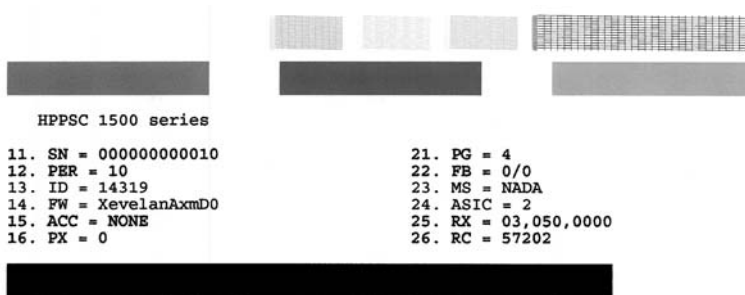 HPPSC 1500 series
11. SN = 000000000010
12. PER = 10
13. ID = 14319
14. FW = XevelanAxmD0
15. ACC = NONE
16. PX = 0
21. PG = 4
22. FB = 0/0
23. MS = NADA
24. ASIC = 2
25. RX = 03,050,0000
26. RC = 57202